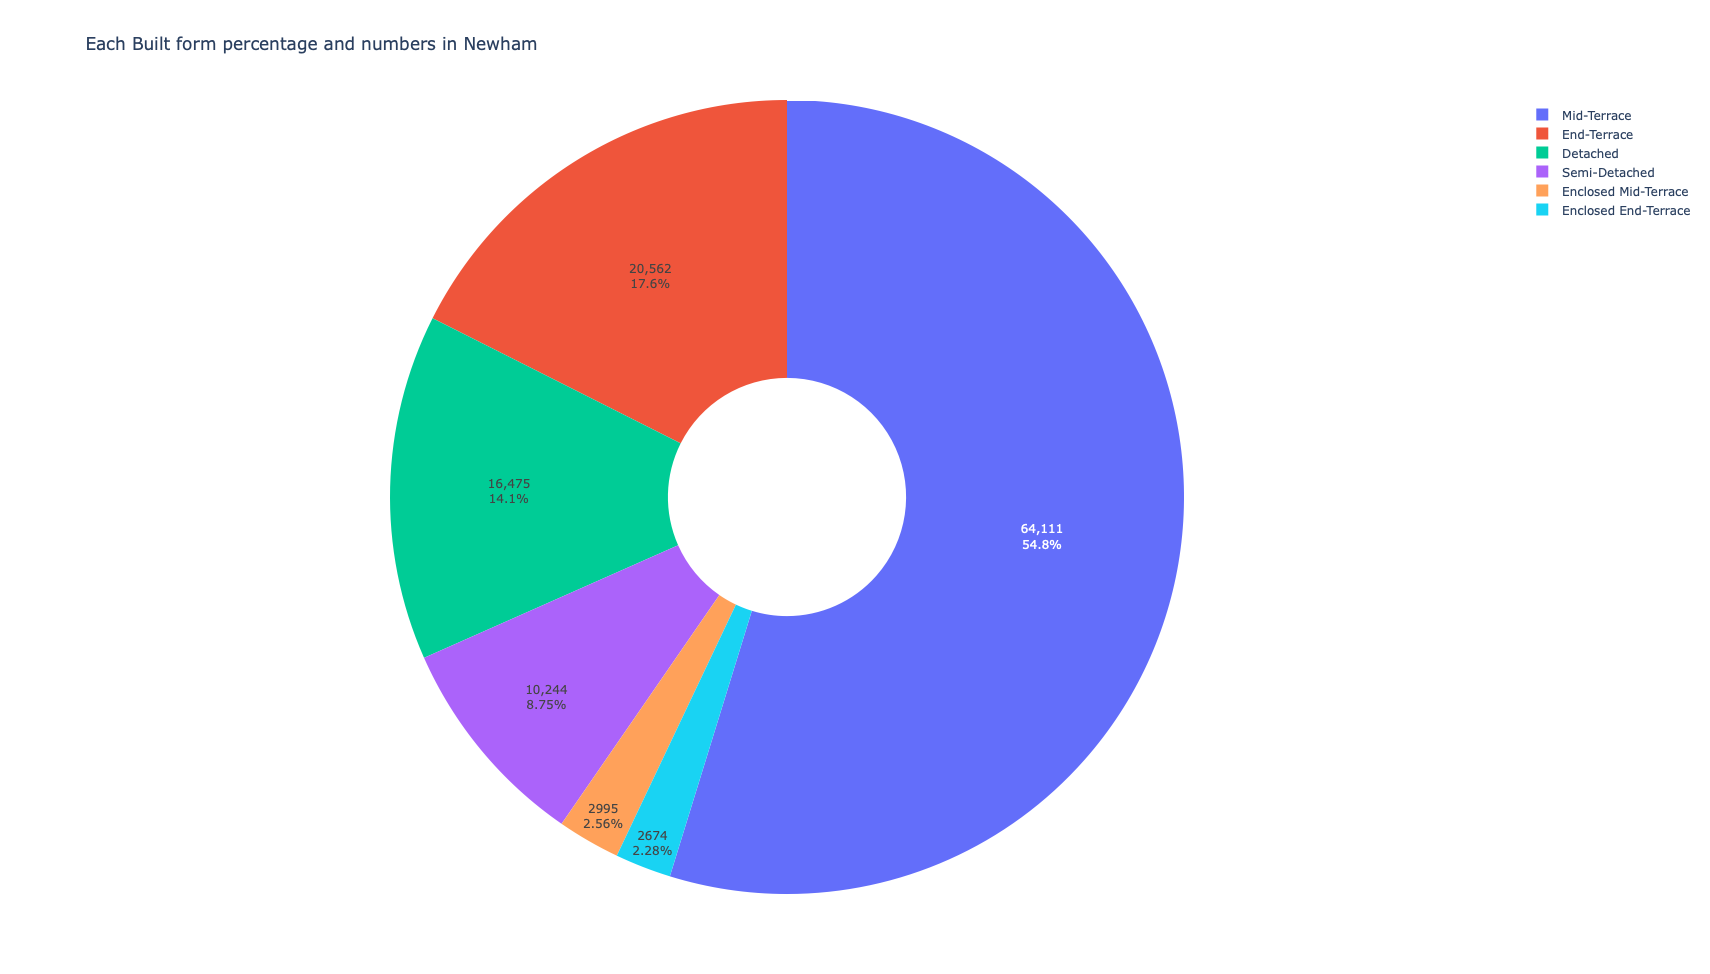 Each Built form percentage and numbers in Newham
Mid-Terrace
End-Terrace
Detached
Semi-Detached
Enclosed Mid-Terrace
Enclosed End-Terrace
20,562
17.6%
16,475
14.1%
64,111
54.8%
10,244
8.75%
2995
2.56%
2674
2.28%